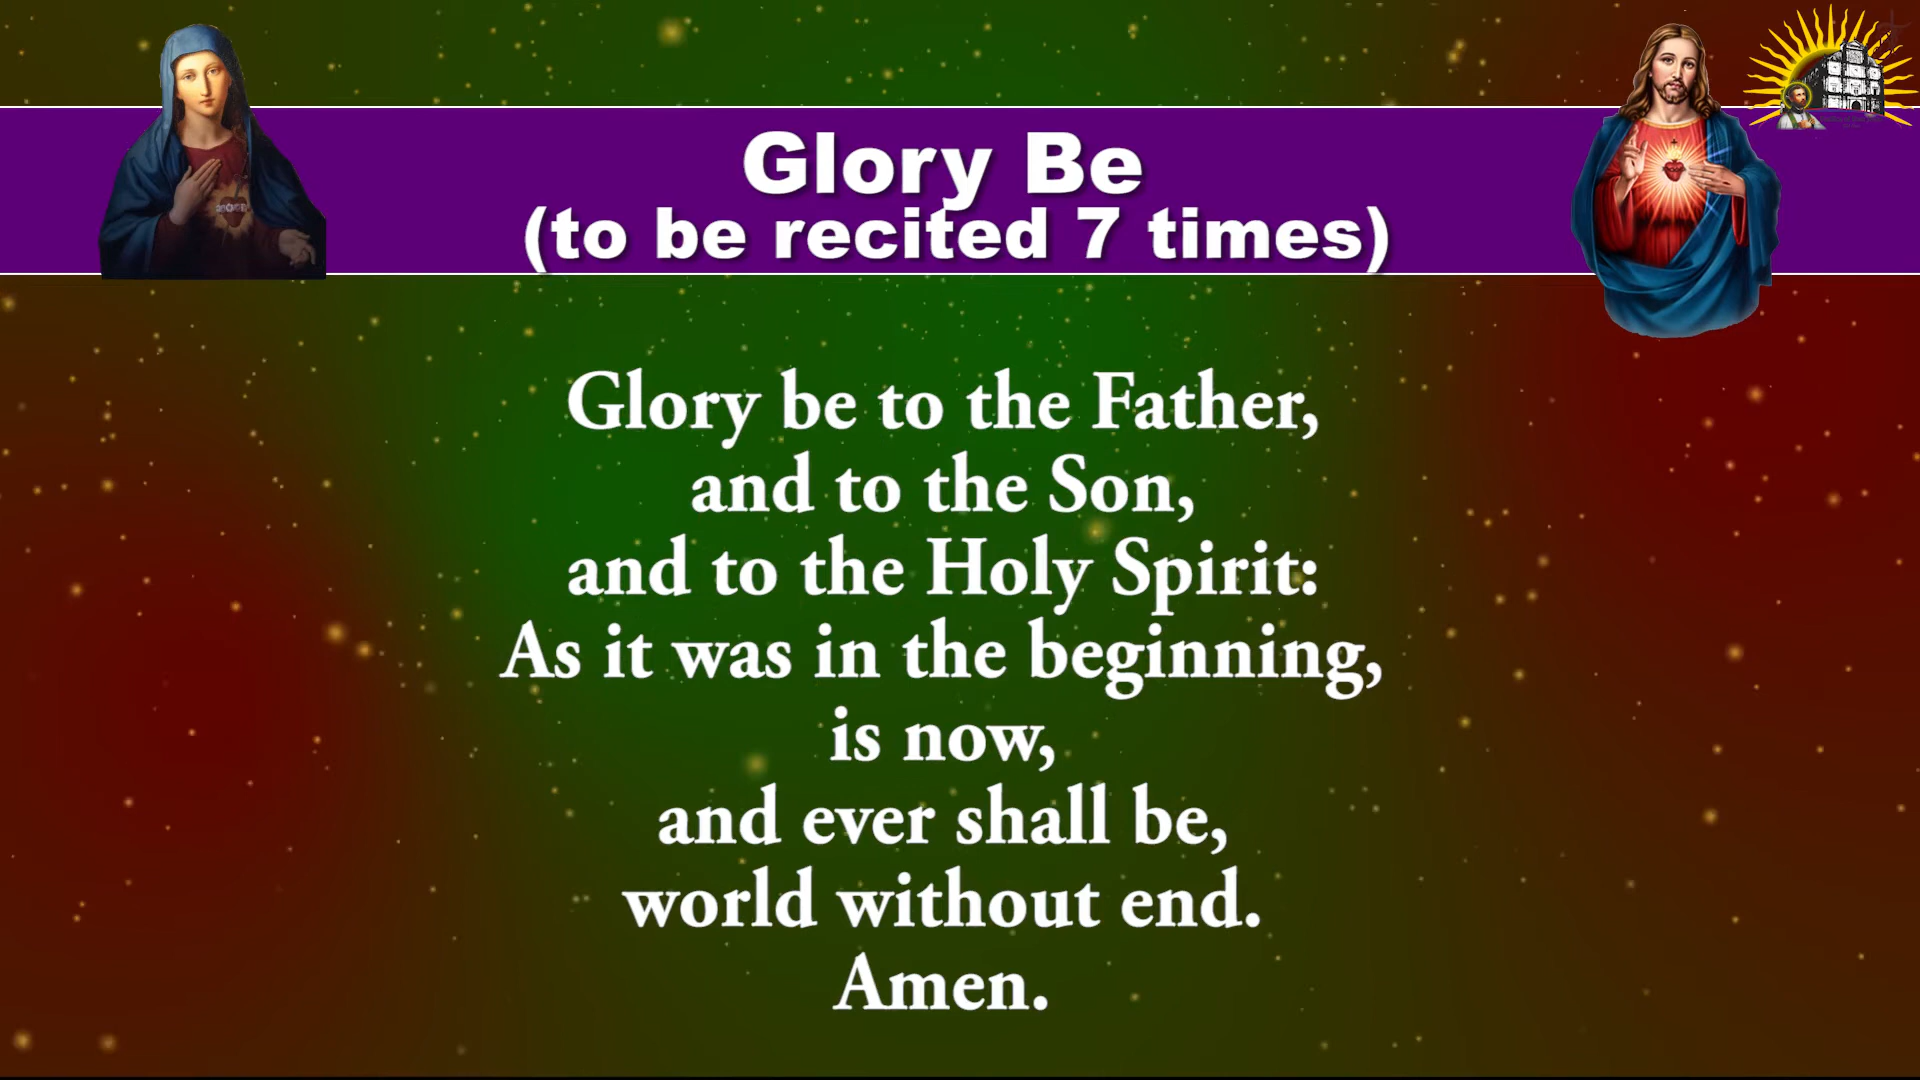 Glory Be
(to be recited 7 times)
Glory be to the Father,
and to the Son,
and to the Holy Spirit:
As it was in the beginning,
is now,
and ever shall be,
world without end.
Amen.